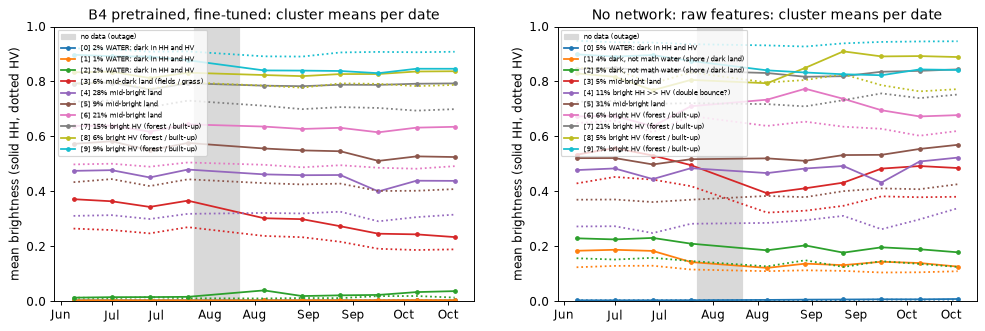 B4 pretrained, fine-tuned: cluster means per date
mean brightness (solid HH, dotted HV)
1.0
0.8
0.6
0.4
0.2
0.0
no data (outage)
[0] 2% WATER: dark in HH and HV
[1] 1% WATER: dark in HH and HV
[2] 2% WATER: dark in HH and HV
[3] 6% mid-dark land (fields / grass)
[4] 28% mid-bright land
[5] 9% mid-bright land
[6] 21% mid-bright land
[7] 15% bright HV (forest / built-up)
[8] 6% bright HV (forest / built-up)
[9] 9% bright HV (forest / built-up)
Jun Jul Jul Aug Aug Sep Sep Oct Oct
No network: raw features: cluster means per date
mean brightness (solid HH, dotted HV)
1.0
0.8
0.6
0.4
0.2
0.0
no data (outage)
[0] 5% WATER: dark in HH and HV
[1] 4% dark, not math water (shore / dark land)
[2] 5% dark, not math water (shore / dark land)
[3] 5% mid-bright land
[4] 11% bright HH >> HV (double bounce?)
[5] 31% mid-bright land
[6] 6% bright HV (forest / built-up)
[7] 21% bright HV (forest / built-up)
[8] 5% bright HV (forest / built-up)
[9] 7% bright HV (forest / built-up)
Jun Jul Jul Aug Aug Sep Sep Oct Oct